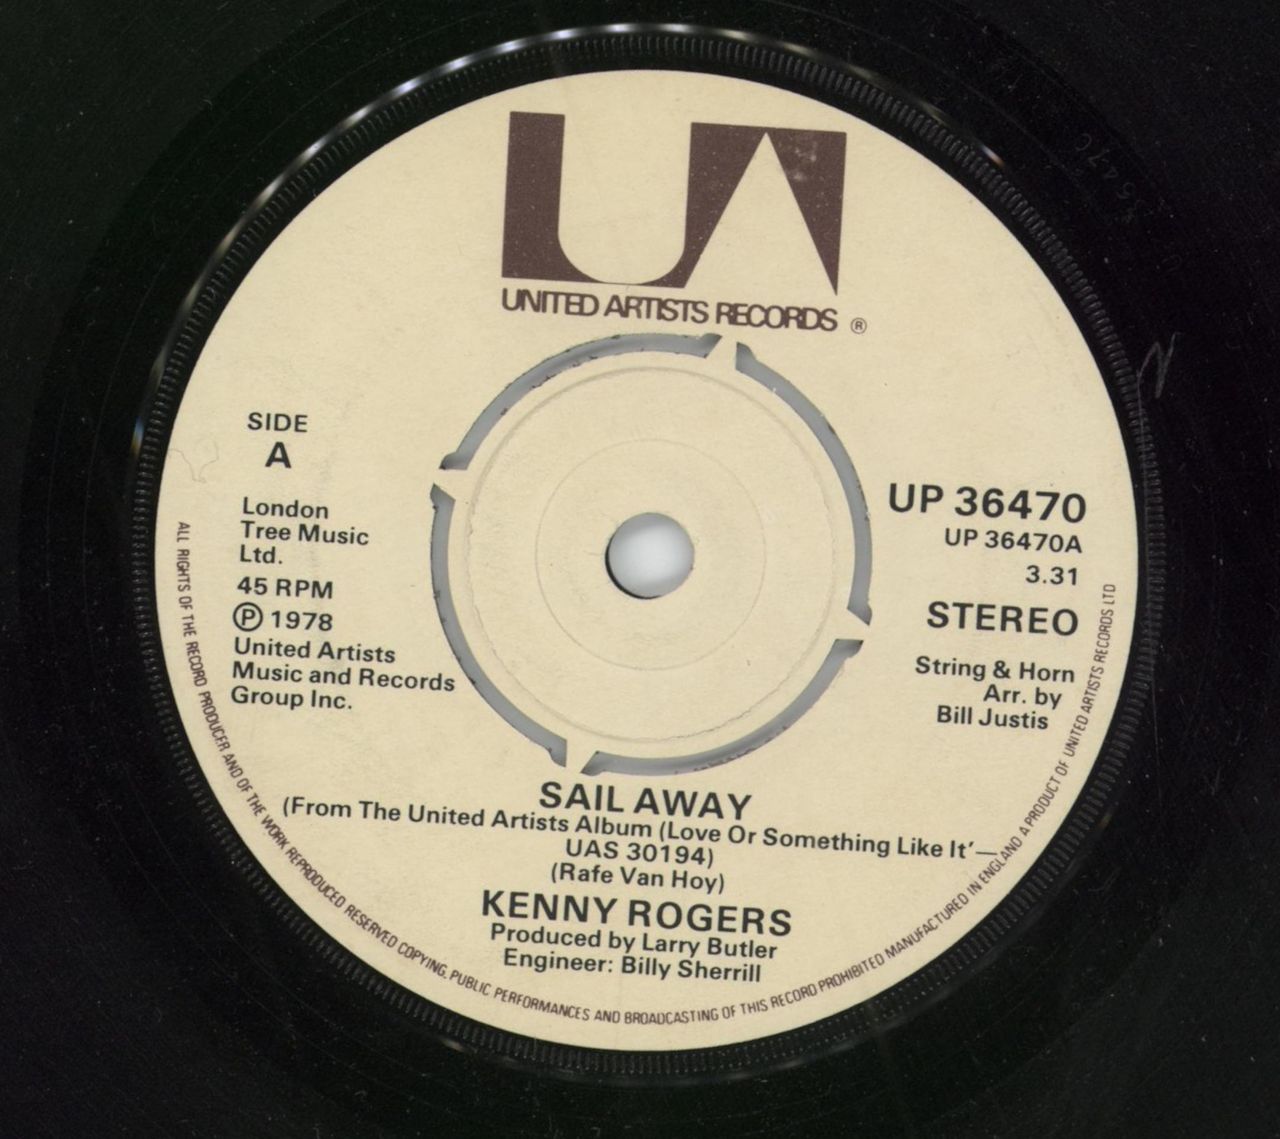 UA
UNITED ARTISTS RECORDS ®
SIDE
A
London
Tree Music
Ltd.
45 RPM
Ⓟ 1978
United Artists
Music and Records
Group Inc.
UP 36470
UP 36470A
3.31
STEREO
String & Horn
Arr. by
Bill Justis
SAIL AWAY
(From The United Artists Album (Love Or Something Like It'—
UAS 30194)
(Rafe Van Hoy)
KENNY ROGERS
Produced by Larry Butler
Engineer: Billy Sherrill
ALL RIGHTS OF THE RECORD PRODUCER AND OF THE WORK REPRODUCED RESERVED COPYING, PUBLIC PERFORMANCES AND BROADCASTING OF THIS RECORD PROHIBITED MANUFACTURED IN ENGLAND A PRODUCT OF UNITED ARTISTS RECORDS LTD